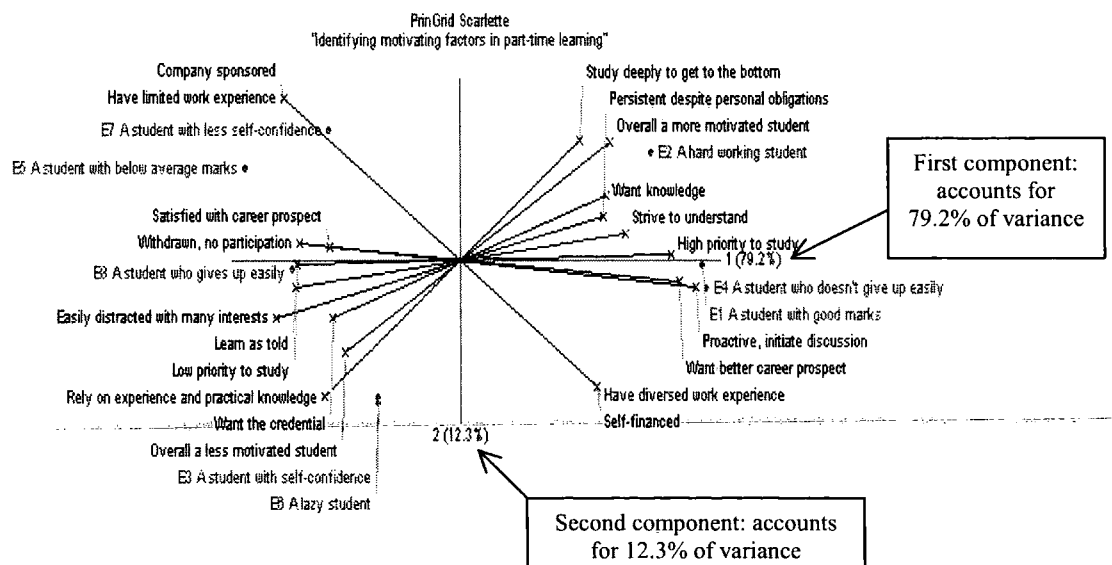 PrinGrid Scarlette
"Identifying motivating factors in part-time learning"
Company sponsored
Have limited work experience
E7 A student with less self-confidence
E5 A student with below average marks
Satisfied with career prospect
Withdrawn, no participation
E8 A student who gives up easily
Easily distracted with many interests
Learn as told
Low priority to study
Rely on experience and practical knowledge
Want the credential
Overall a less motivated student
E3 A student with self-confidence
E6 A lazy student
Study deeply to get to the bottom
Persistent despite personal obligations
Overall a more motivated student
E2 A hard working student
Want knowledge
Strive to understand
High priority to study
1 (79.2%)
E4 A student who doesn't give up easily
E1 A student with good marks
Proactive, initiate discussion
Want better career prospect
Have diversed work experience
Self-financed
2 (12.3%)
First component:
accounts for
79.2% of variance
Second component: accounts
for 12.3% of variance